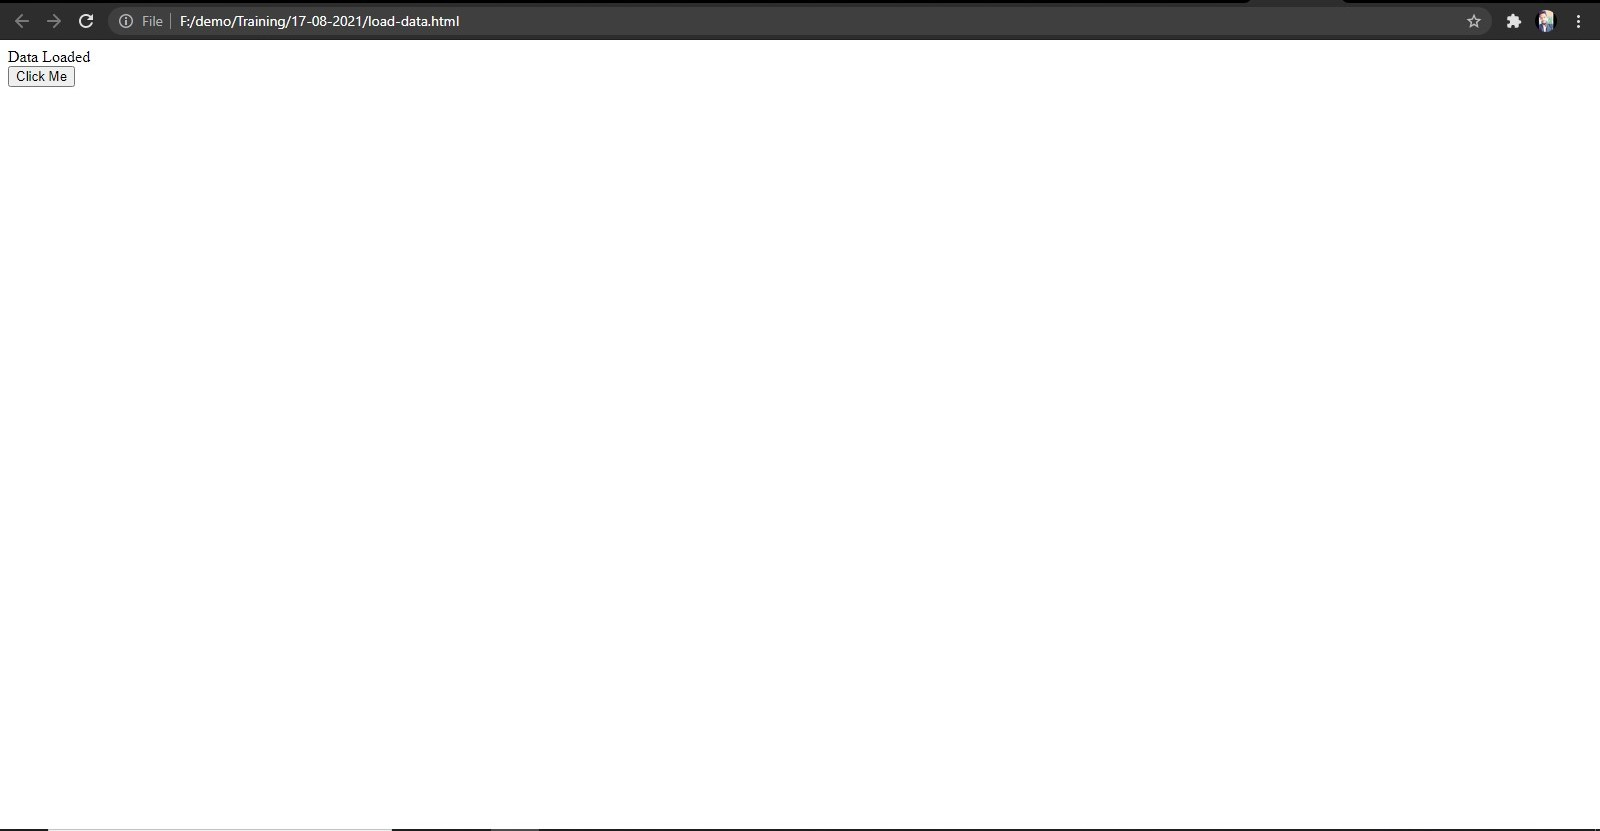 File F:/demo/Training/17-08-2021/load-data.html
Data Loaded
Click Me